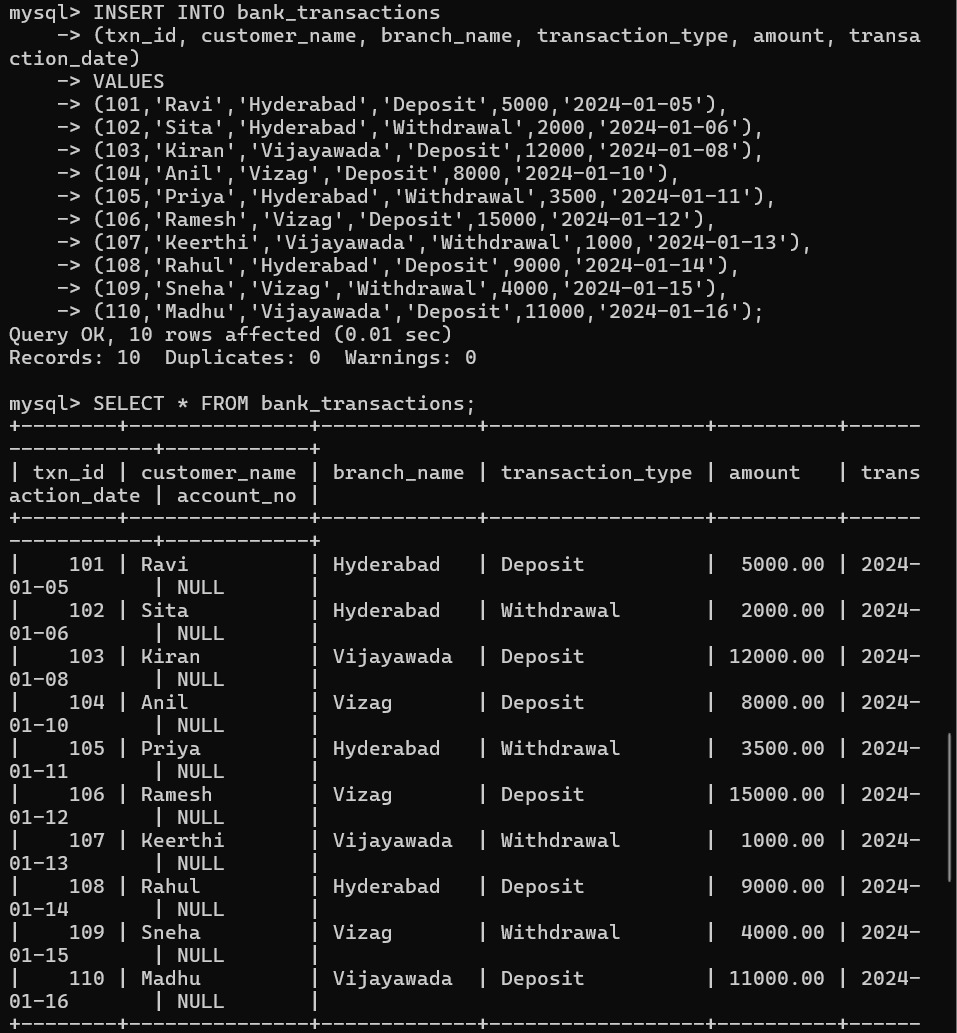 mysql> INSERT INTO bank_transactions
    -> (txn_id, customer_name, branch_name, transaction_type, amount, transa
ction_date)
    -> VALUES
    -> (101,'Ravi','Hyderabad','Deposit',5000,'2024-01-05'),
    -> (102,'Sita','Hyderabad','Withdrawal',2000,'2024-01-06'),
    -> (103,'Kiran','Vijayawada','Deposit',12000,'2024-01-08'),
    -> (104,'Anil','Vizag','Deposit',8000,'2024-01-10'),
    -> (105,'Priya','Hyderabad','Withdrawal',3500,'2024-01-11'),
    -> (106,'Ramesh','Vizag','Deposit',15000,'2024-01-12'),
    -> (107,'Keerthi','Vijayawada','Withdrawal',1000,'2024-01-13'),
    -> (108,'Rahul','Hyderabad','Deposit',9000,'2024-01-14'),
    -> (109,'Sneha','Vizag','Withdrawal',4000,'2024-01-15'),
    -> (110,'Madhu','Vijayawada','Deposit',11000,'2024-01-16');
Query OK, 10 rows affected (0.01 sec)
Records: 10  Duplicates: 0  Warnings: 0

mysql> SELECT * FROM bank_transactions;
+--------+---------------+-------------+------------------+----------+------
------------+------------+
| txn_id | customer_name | branch_name | transaction_type | amount   | trans
action_date | account_no |
+--------+---------------+-------------+------------------+----------+------
------------+------------+
|    101 | Ravi          | Hyderabad   | Deposit          |  5000.00 | 2024-
01-05       | NULL       |
|    102 | Sita          | Hyderabad   | Withdrawal       |  2000.00 | 2024-
01-06       | NULL       |
|    103 | Kiran         | Vijayawada  | Deposit          | 12000.00 | 2024-
01-08       | NULL       |
|    104 | Anil          | Vizag       | Deposit          |  8000.00 | 2024-
01-10       | NULL       |
|    105 | Priya         | Hyderabad   | Withdrawal       |  3500.00 | 2024-
01-11       | NULL       |
|    106 | Ramesh        | Vizag       | Deposit          | 15000.00 | 2024-
01-12       | NULL       |
|    107 | Keerthi       | Vijayawada  | Withdrawal       |  1000.00 | 2024-
01-13       | NULL       |
|    108 | Rahul         | Hyderabad   | Deposit          |  9000.00 | 2024-
01-14       | NULL       |
|    109 | Sneha         | Vizag       | Withdrawal       |  4000.00 | 2024-
01-15       | NULL       |
|    110 | Madhu         | Vijayawada  | Deposit          | 11000.00 | 2024-
01-16       | NULL       |
+--------+---------------+-------------+------------------+----------+------